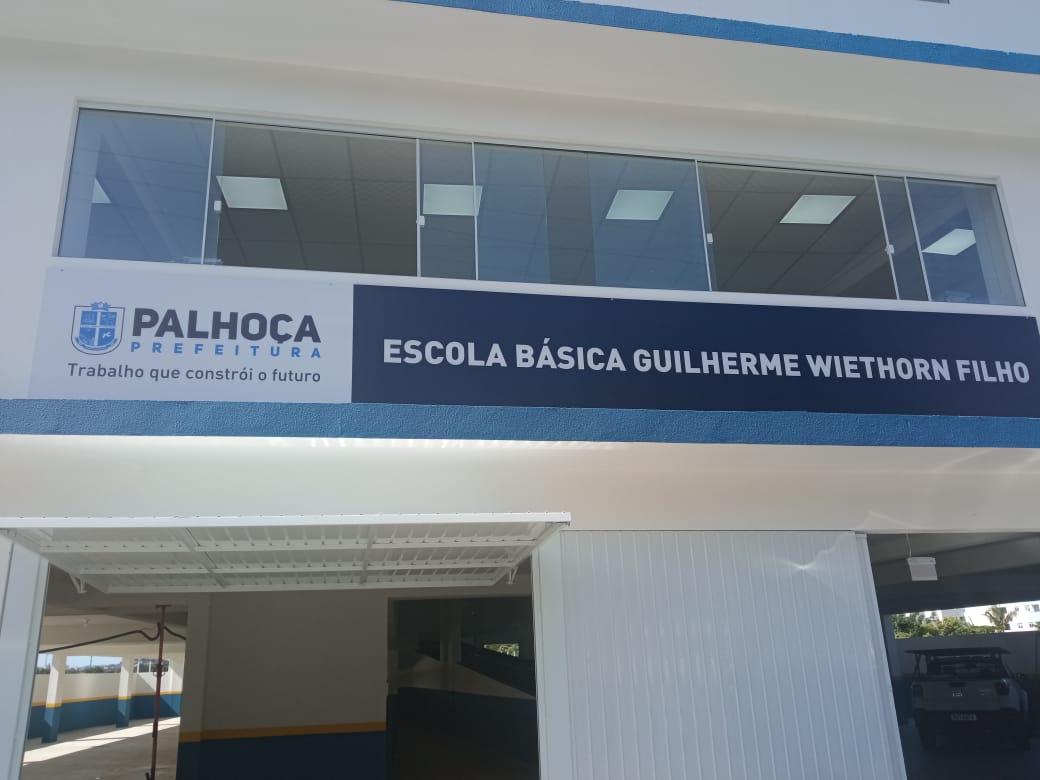 PALHOÇA
PREFEITURA
Trabalho que constrói o futuro
ESCOLA BÁSICA GUILHERME WIETHORN FILHO